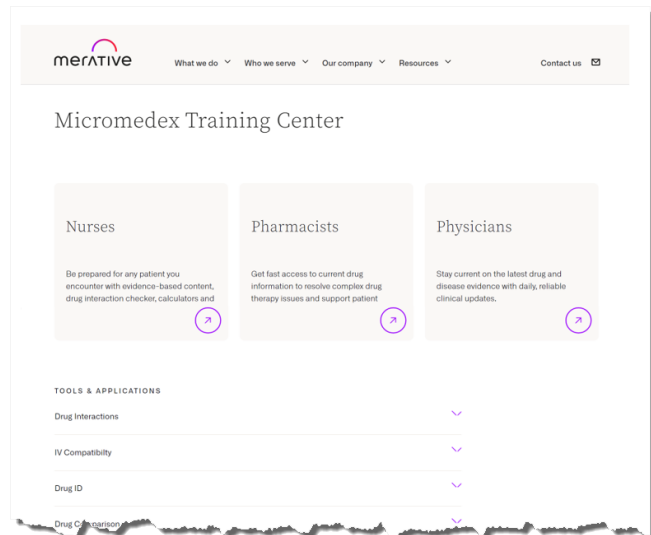 merative
What we do Who we serve Our company Resources Contact us
Micromedex Training Center
Nurses
Be prepared for any patient you
encounter with evidence-based content,
drug interaction checker, calculators and
Pharmacists
Get fast access to current drug
information to resolve complex drug
therapy issues and support patient
Physicians
Stay current on the latest drug and
disease evidence with daily, reliable
clinical updates.
TOOLS & APPLICATIONS
Drug Interactions
IV Compatibilty
Drug ID
Drug Comparison